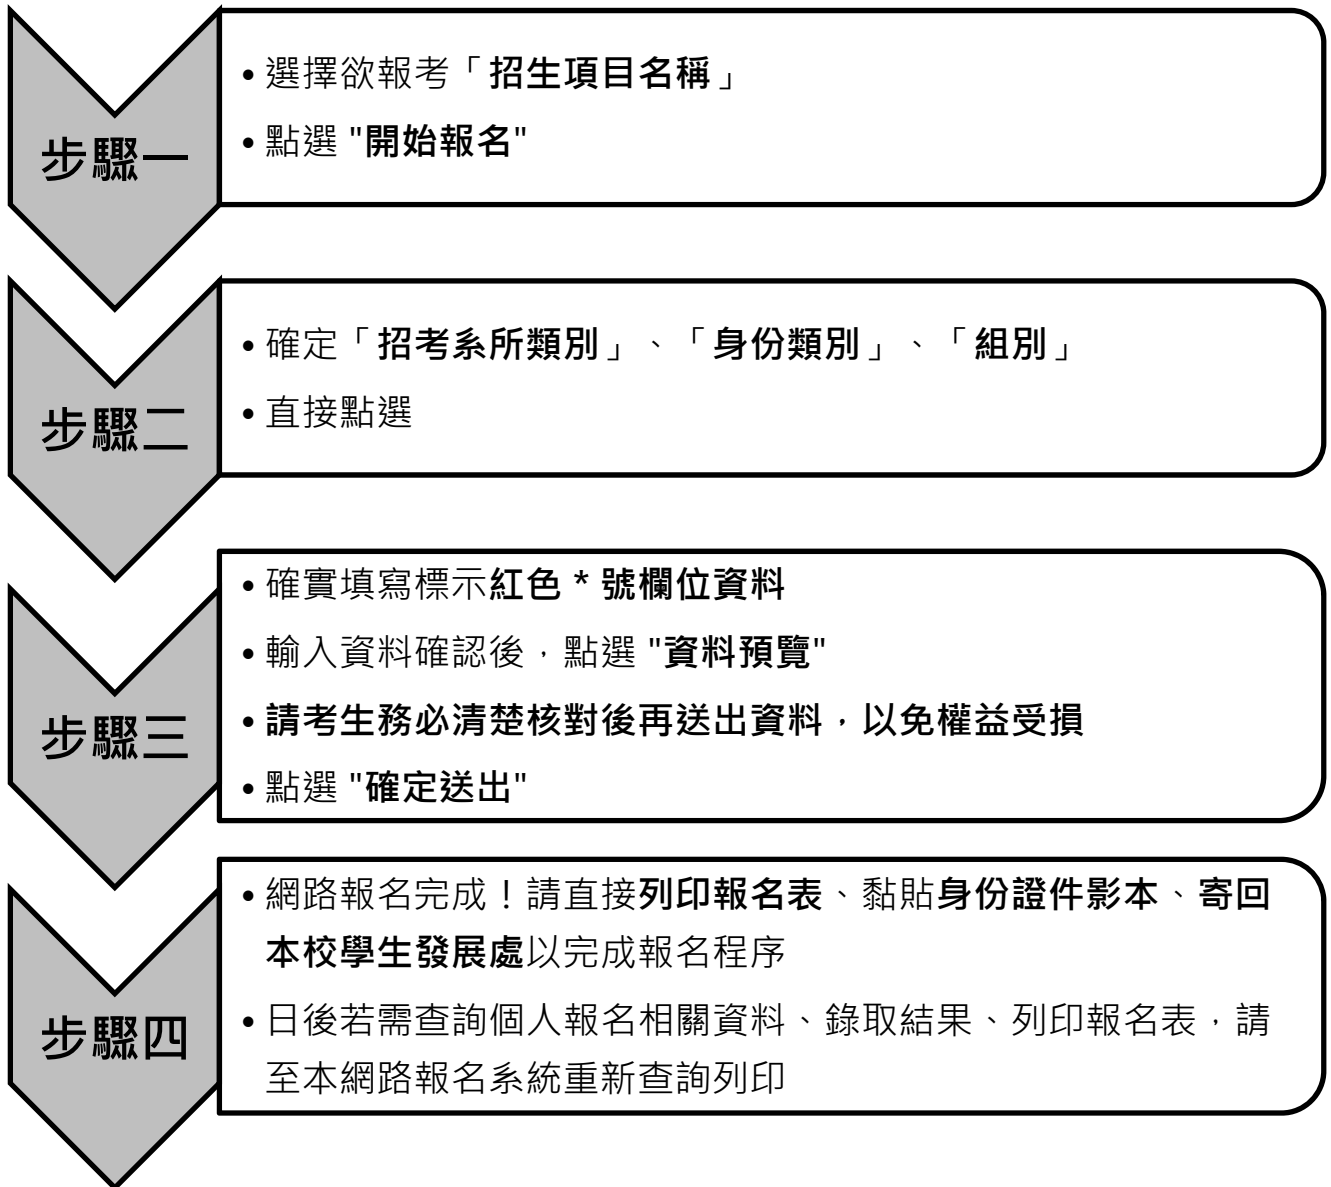 步驟一
• 選擇欲報考「招生項目名稱」
• 點選 "開始報名"
步驟二
• 確定「招考系所類別」、「身份類別」、「組別」
• 直接點選
步驟三
• 確實填寫標示紅色 * 號欄位資料
• 輸入資料確認後，點選 "資料預覽"
• 請考生務必清楚核對後再送出資料，以免權益受損
• 點選 "確定送出"
步驟四
• 網路報名完成！請直接列印報名表、黏貼身份證件影本、寄回
本校學生發展處以完成報名程序
• 日後若需查詢個人報名相關資料、錄取結果、列印報名表，請
至本網路報名系統重新查詢列印